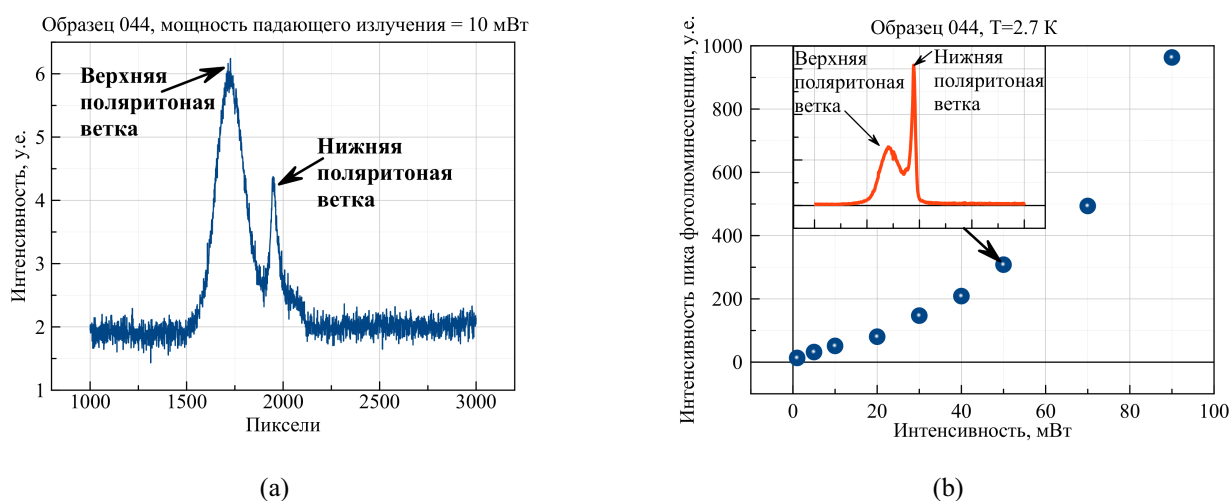 Образец 044, мощность падающего излучения = 10 мВт
Верхняя
поляритоная
ветка
Нижняя
поляритоная
ветка
Интенсивность, у.е.
6
5
4
3
2
1
1000 1500 2000 2500 3000
Пиксели
(a)
Образец 044, T=2.7 К
Верхняя
поляритоная
ветка
Нижняя
поляритоная
ветка
Интенсивность пика фотолюминесценции, у.е.
1000
800
600
400
200
0
0 20 40 60 80 100
Интенсивность, мВт
(b)